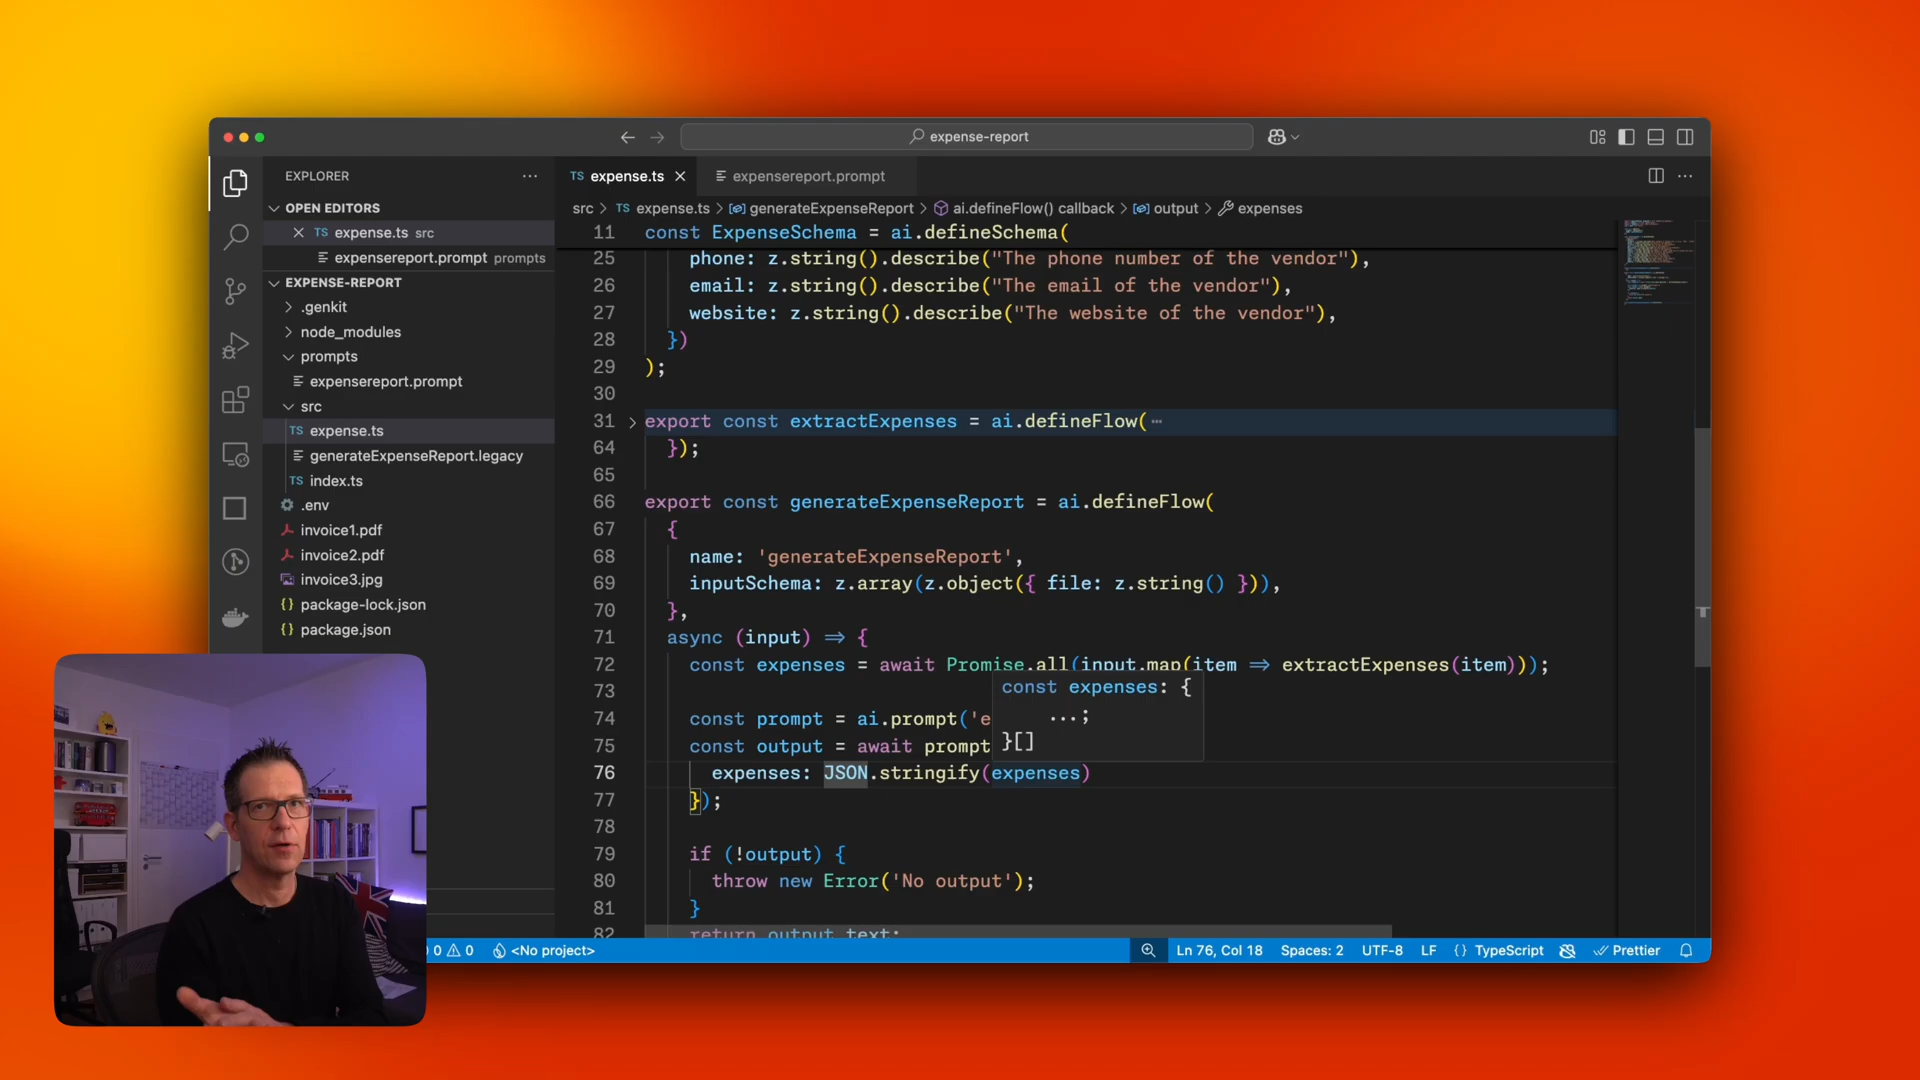 expense-report
EXPLORER
OPEN EDITORS
TS expense.ts src
expensereport.prompt prompts
EXPENSE-REPORT
.genkit
node_modules
prompts
expensereport.prompt
src
TS expense.ts
generateExpenseReport.legacy
TS index.ts
.env
invoice1.pdf
invoice2.pdf
invoice3.jpg
{} package-lock.json
{} package.json
TS expense.ts
expensereport.prompt
src > TS expense.ts > generateExpenseReport > ai.defineFlow() callback > output > expenses
11 const ExpenseSchema = ai.defineSchema(
25 phone: z.string().describe("The phone number of the vendor"),
26 email: z.string().describe("The email of the vendor"),
27 website: z.string().describe("The website of the vendor"),
28 })
29 );
30
31 export const extractExpenses = ai.defineFlow( ⋯
64 });
65
66 export const generateExpenseReport = ai.defineFlow(
67 {
68 name: 'generateExpenseReport',
69 inputSchema: z.array(z.object({ file: z.string() })),
70 },
71 async (input) => {
72 const expenses = await Promise.all(input.map(item => extractExpenses(item)));
73
const expenses: {
...;
}[]
74 const prompt = ai.prompt('e
75 const output = await prompt
76 expenses: JSON.stringify(expenses)
77 });
78
79 if (!output) {
80 throw new Error('No output');
81 }
82 return output.text;
0 ⚠ 0 <No project>
Ln 76, Col 18 Spaces: 2 UTF-8 LF {} TypeScript Prettier